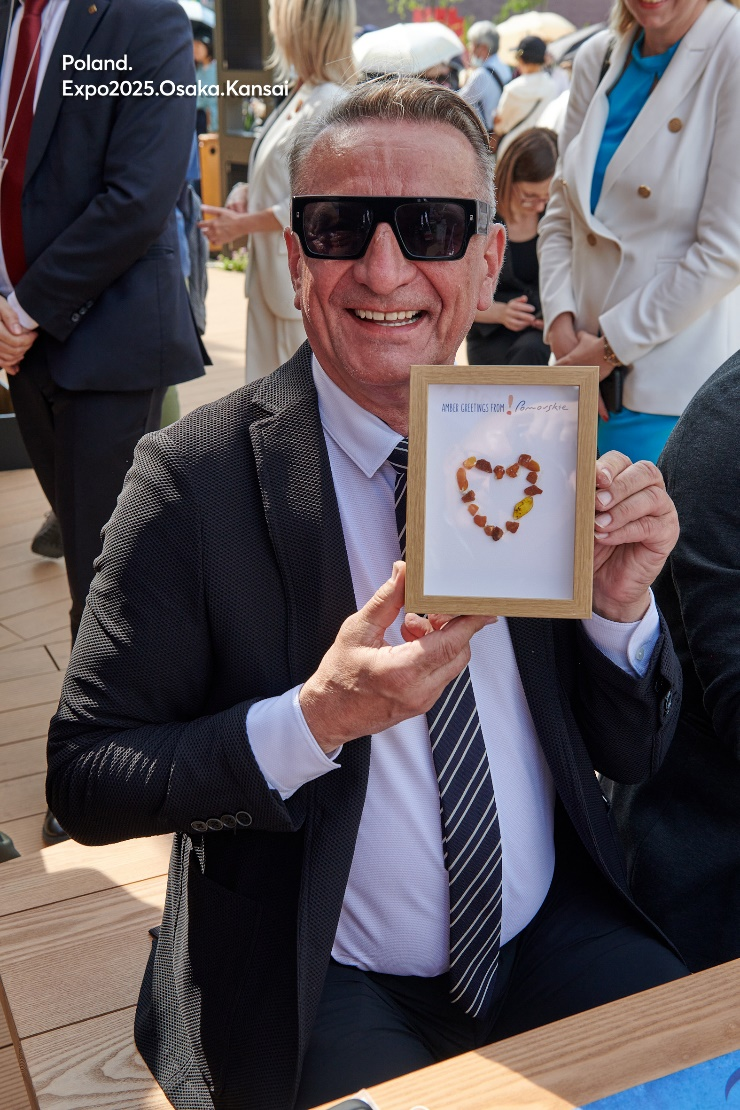 Poland.
Expo2025.Osaka.Kansai
AMBER GREETINGS FROM Pomorskie